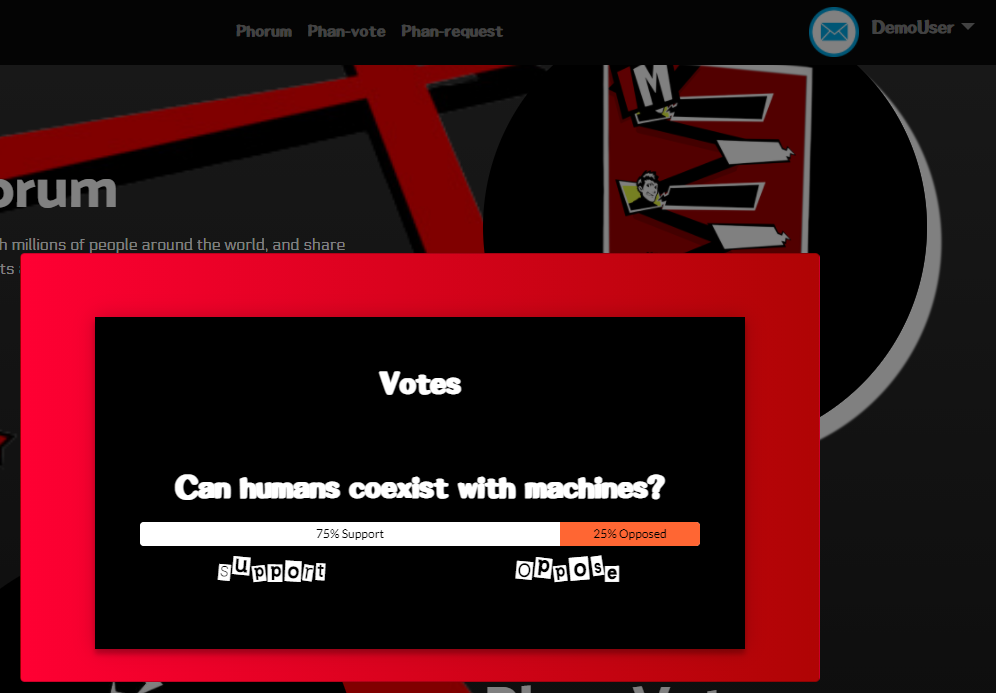 Phorum Phan-vote Phan-request DemoUser
orum
h millions of people around the world, and share
ts
Votes
Can humans coexist with machines?
75% Support 25% Opposed
Support Oppose